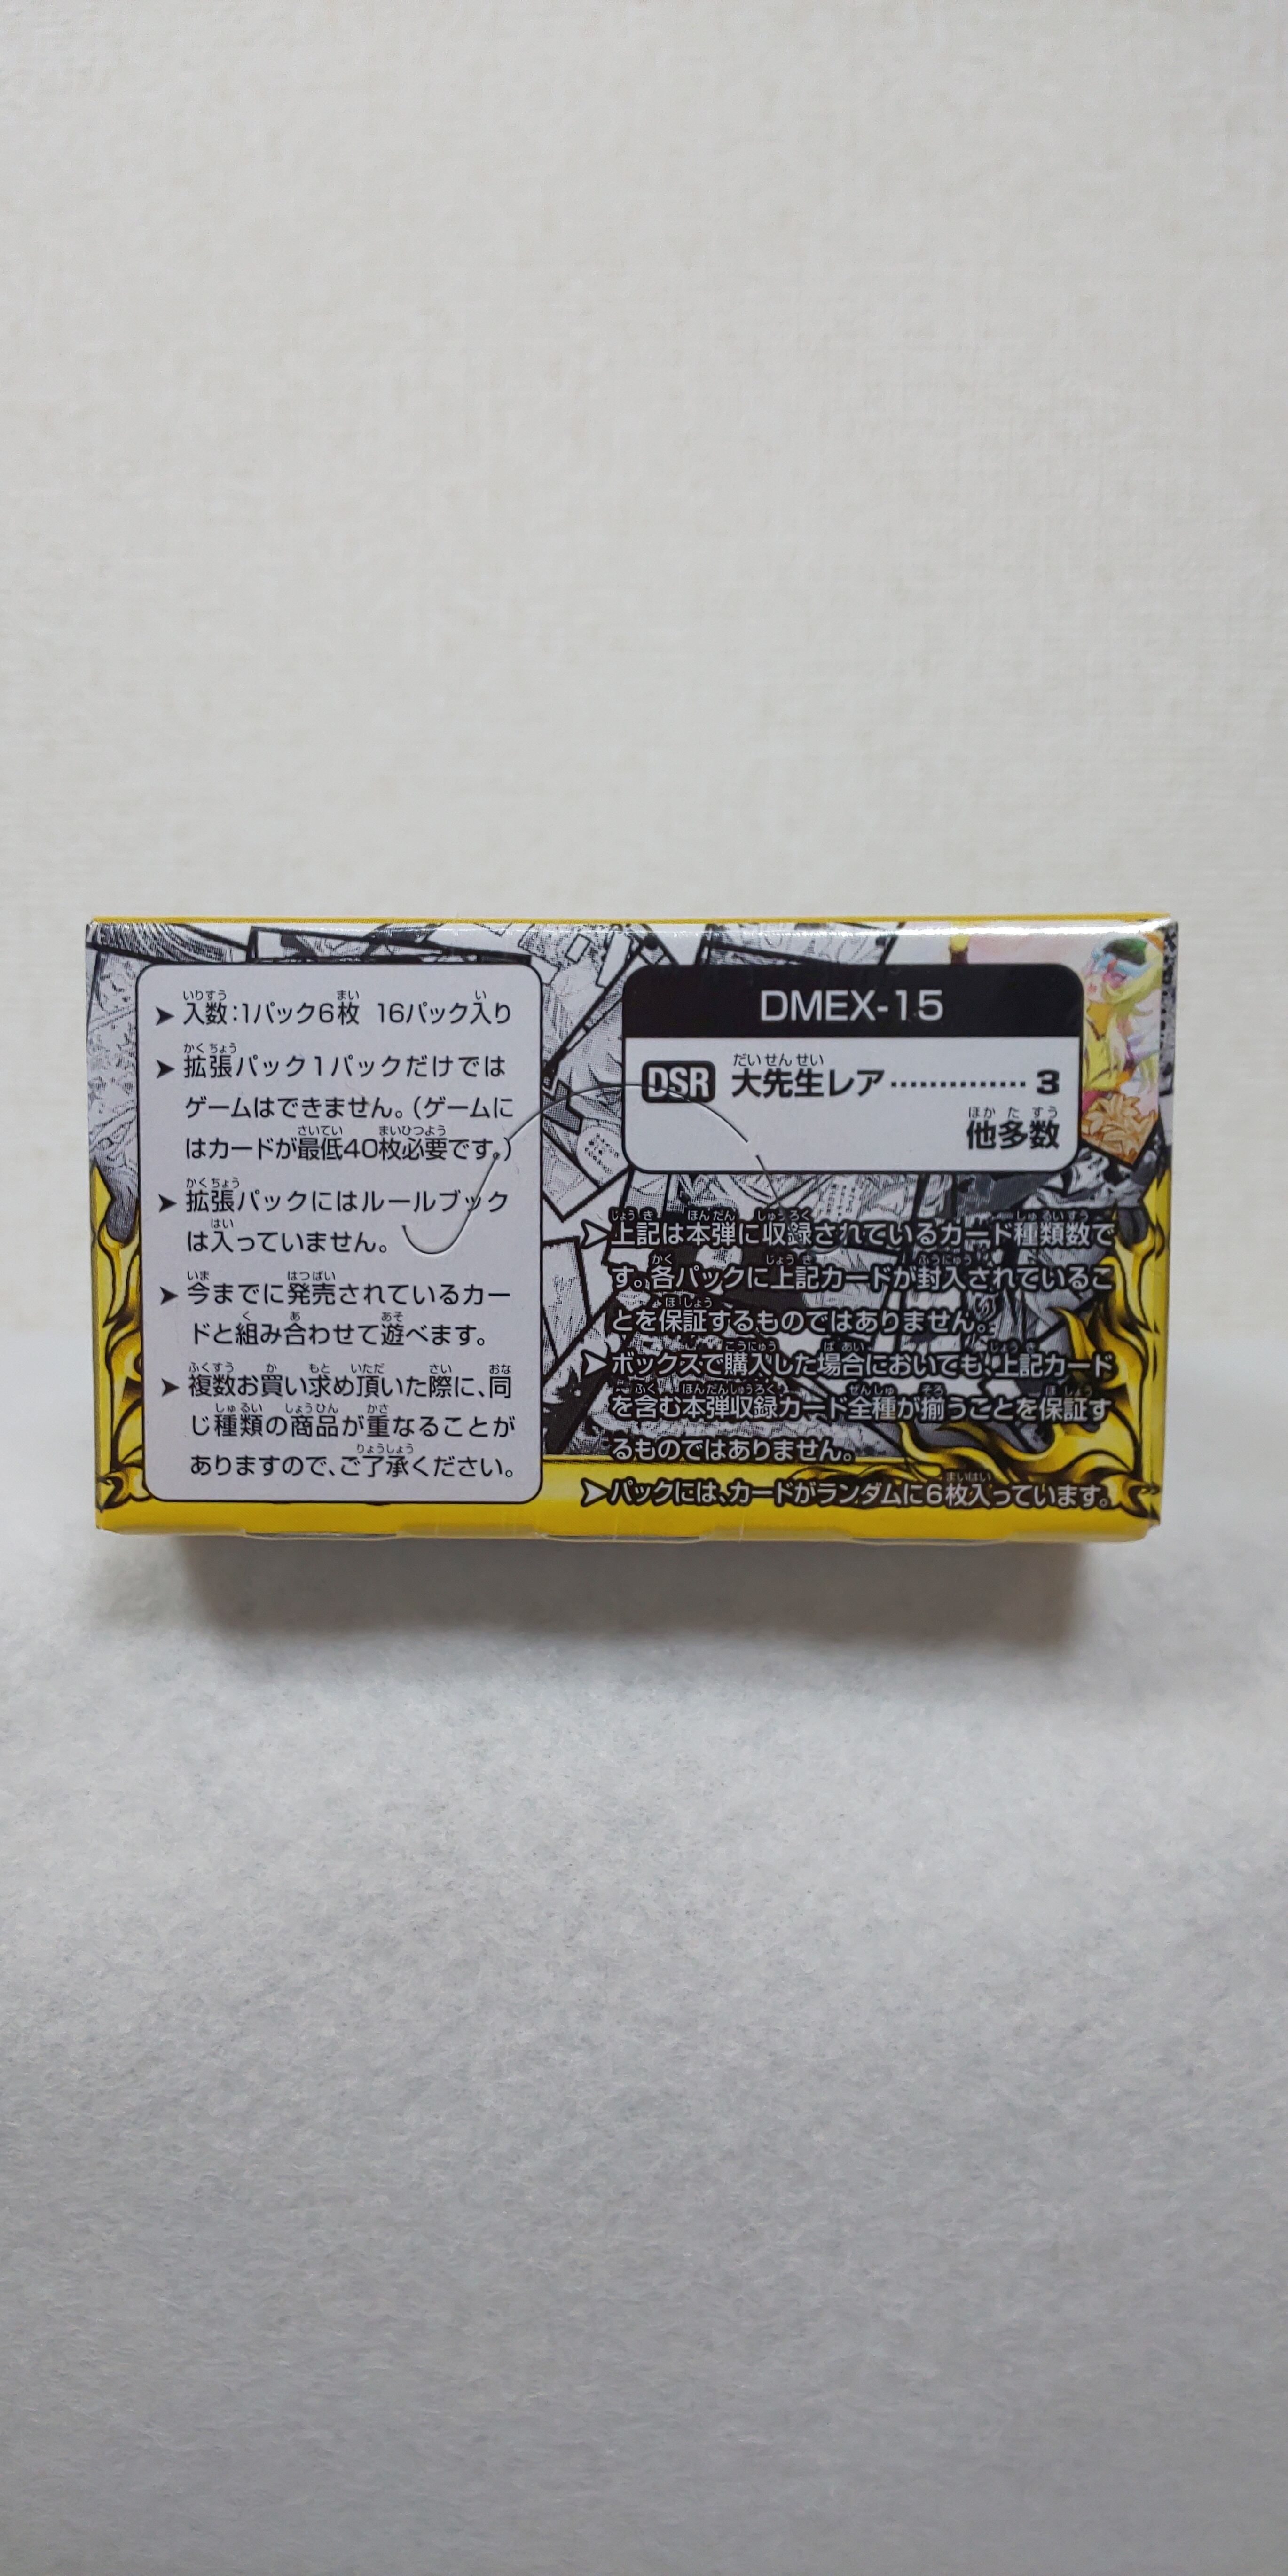 ➤入数:1パック6枚 16パック入り
➤拡張パック1パックだけでは
ゲームはできません。(ゲームに
はカードが最低40枚必要です。)
➤拡張パックにはルールブック
は入っていません。
➤今までに発売されているカー
ドと組み合わせて遊べます。
➤複数お買い求め頂いた際に、同
じ種類の商品が重なることが
ありますので、ご了承ください。
DMEX-15
DSR 大先生レア……………3
他多数
➤上記は本弾に収録されているカード種類数で
す。各パックに上記カードが封入されているこ
とを保証するものではありません。
➤ボックスで購入した場合においても、上記カード
を含む本弾収録カード全種が揃うことを保証す
るものではありません。
➤パックには、カードがランダムに6枚入っています。